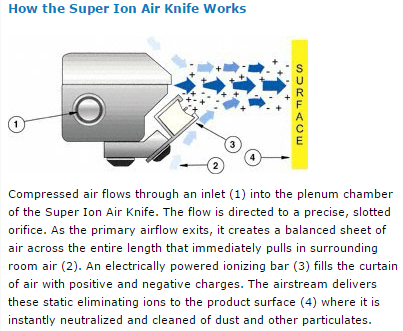 How the Super Ion Air Knife Works
SURFACE
1
3
2
4
Compressed air flows through an inlet (1) into the plenum chamber
of the Super Ion Air Knife. The flow is directed to a precise, slotted
orifice. As the primary airflow exits, it creates a balanced sheet of
air across the entire length that immediately pulls in surrounding
room air (2). An electrically powered ionizing bar (3) fills the curtain
of air with positive and negative charges. The airstream delivers
these static eliminating ions to the product surface (4) where it is
instantly neutralized and cleaned of dust and other particulates.